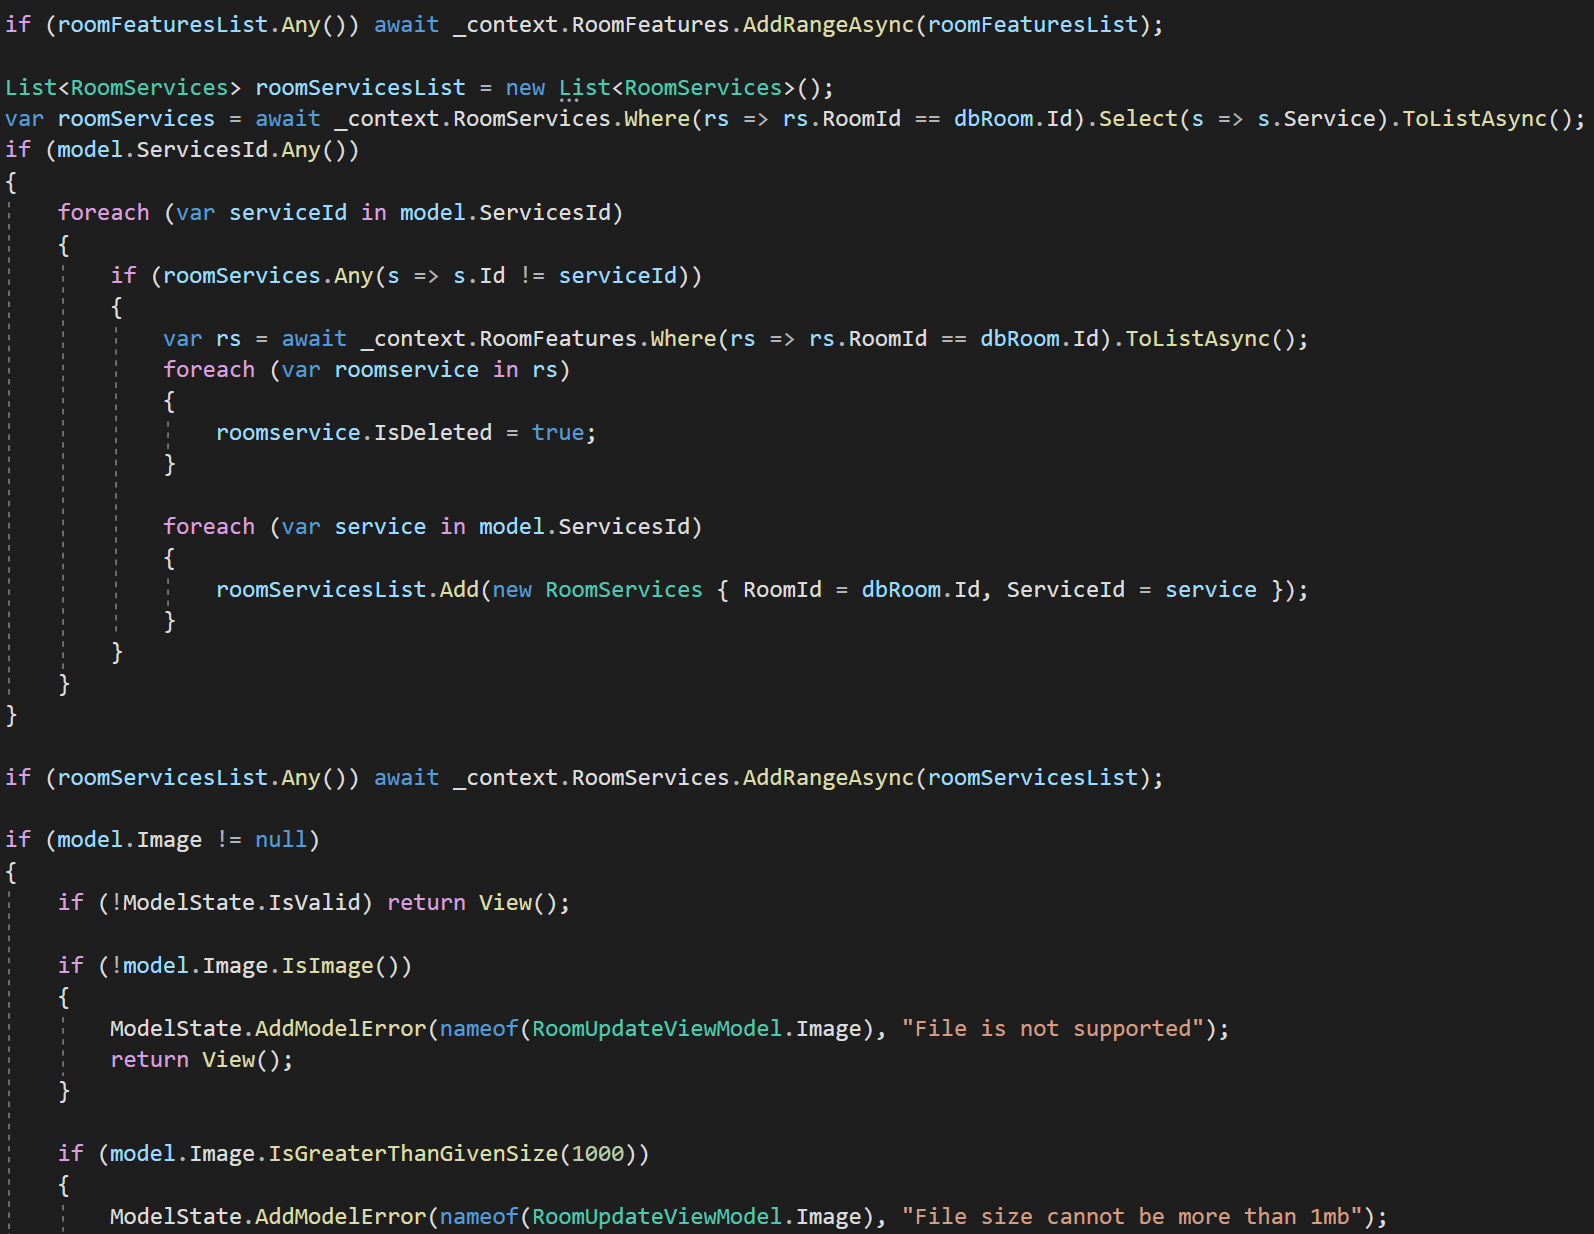 if (roomFeaturesList.Any()) await _context.RoomFeatures.AddRangeAsync(roomFeaturesList);

List<RoomServices> roomServicesList = new List<RoomServices>();
var roomServices = await _context.RoomServices.Where(rs => rs.RoomId == dbRoom.Id).Select(s => s.Service).ToListAsync();
if (model.ServicesId.Any())
{
    foreach (var serviceId in model.ServicesId)
    {
        if (roomServices.Any(s => s.Id != serviceId))
        {
            var rs = await _context.RoomFeatures.Where(rs => rs.RoomId == dbRoom.Id).ToListAsync();
            foreach (var roomservice in rs)
            {
                roomservice.IsDeleted = true;
            }

            foreach (var service in model.ServicesId)
            {
                roomServicesList.Add(new RoomServices { RoomId = dbRoom.Id, ServiceId = service });
            }
        }
    }
}

if (roomServicesList.Any()) await _context.RoomServices.AddRangeAsync(roomServicesList);

if (model.Image != null)
{
    if (!ModelState.IsValid) return View();

    if (!model.Image.IsImage())
    {
        ModelState.AddModelError(nameof(RoomUpdateViewModel.Image), "File is not supported");
        return View();
    }

    if (model.Image.IsGreaterThanGivenSize(1000))
    {
        ModelState.AddModelError(nameof(RoomUpdateViewModel.Image), "File size cannot be more than 1mb");